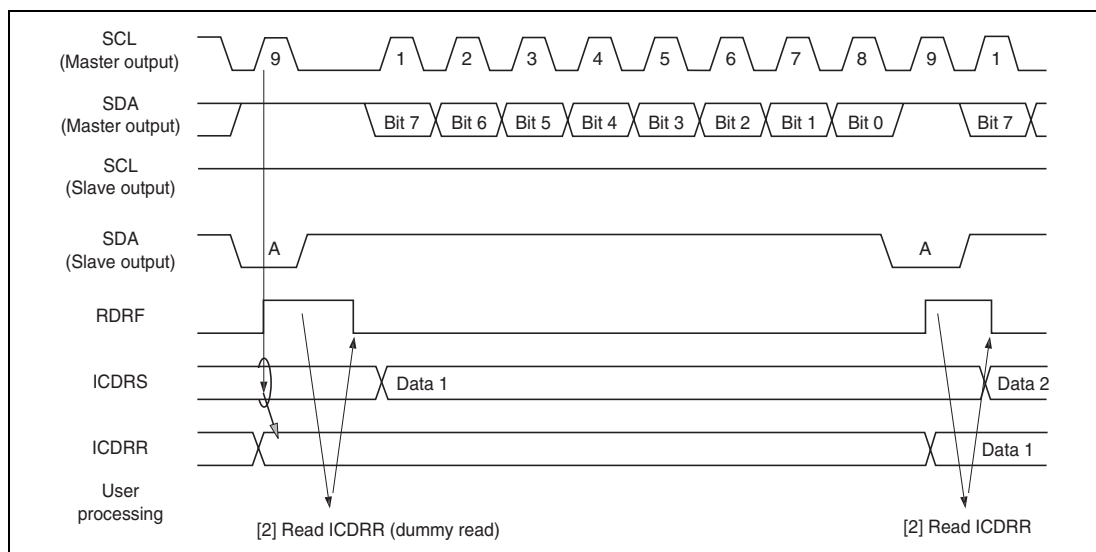 SCL
(Master output)
9 1 2 3 4 5 6 7 8 9 1
SDA
(Master output)
Bit 7 Bit 6 Bit 5 Bit 4 Bit 3 Bit 2 Bit 1 Bit 0 Bit 7
SCL
(Slave output)
SDA
(Slave output)
A A
RDRF
ICDRS
Data 1 Data 2
ICDRR
Data 1
User
processing
[2] Read ICDRR (dummy read) [2] Read ICDRR